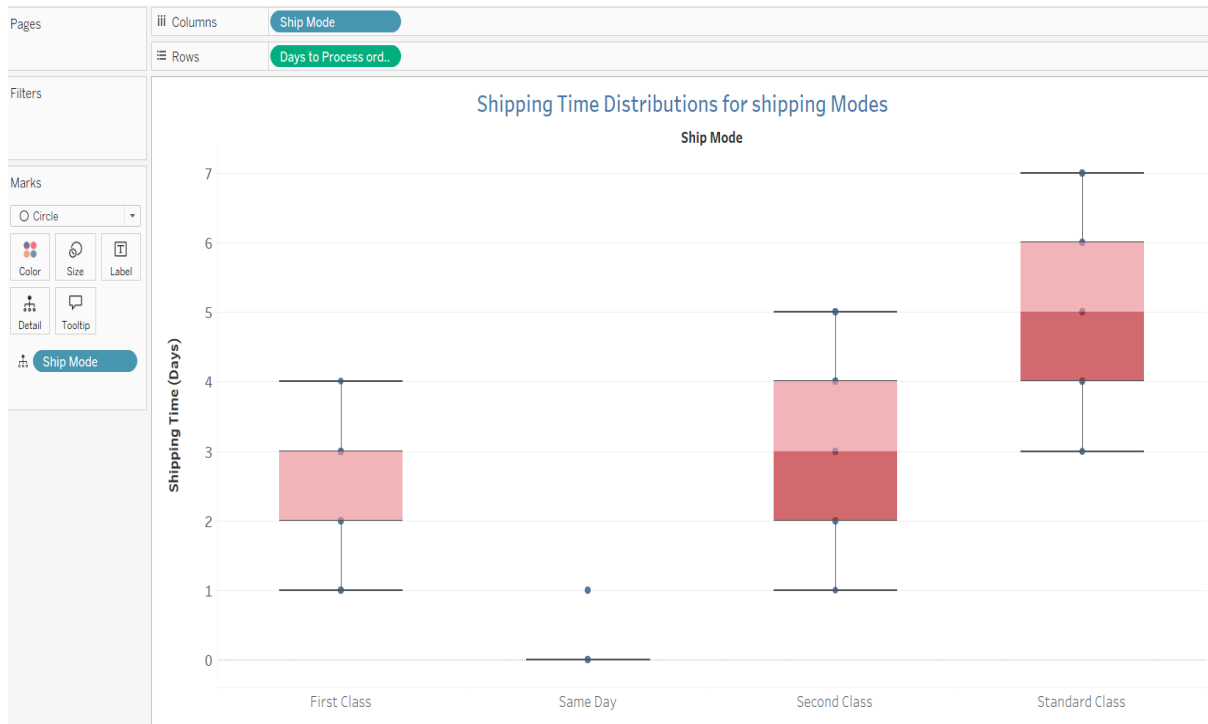 Pages
iii Columns
Ship Mode
Rows
Days to Process ord..
Filters
Marks
Circle
Color
Size
Label
Detail
Tooltip
Ship Mode
Shipping Time Distributions for shipping Modes
Ship Mode
Shipping Time (Days)
7
6
5
4
3
2
1
0
First Class
Same Day
Second Class
Standard Class